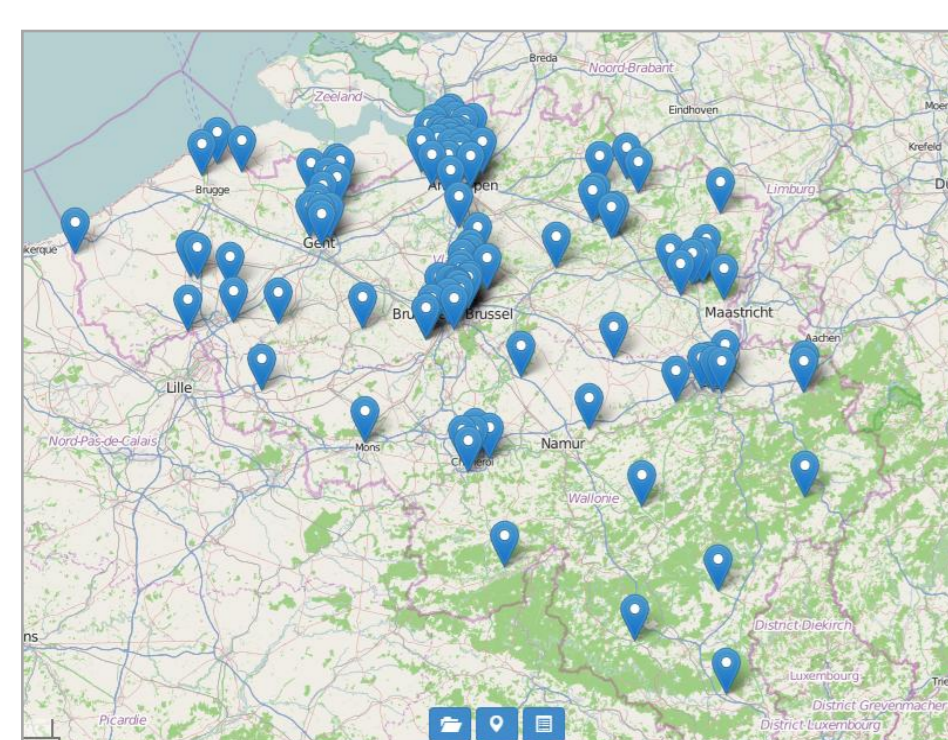 Breda
Noord-Brabant
Zeeland
Eindhoven
Krefeld
Limburg
Brugge
Gent
Maastricht
Brussel
Aachen
Lille
Nord-Pas-de-Calais
Mons
Namur
Wallonie
District Diekirch
Luxembourg
District Grevenmacher
District Luxembourg
Picardie